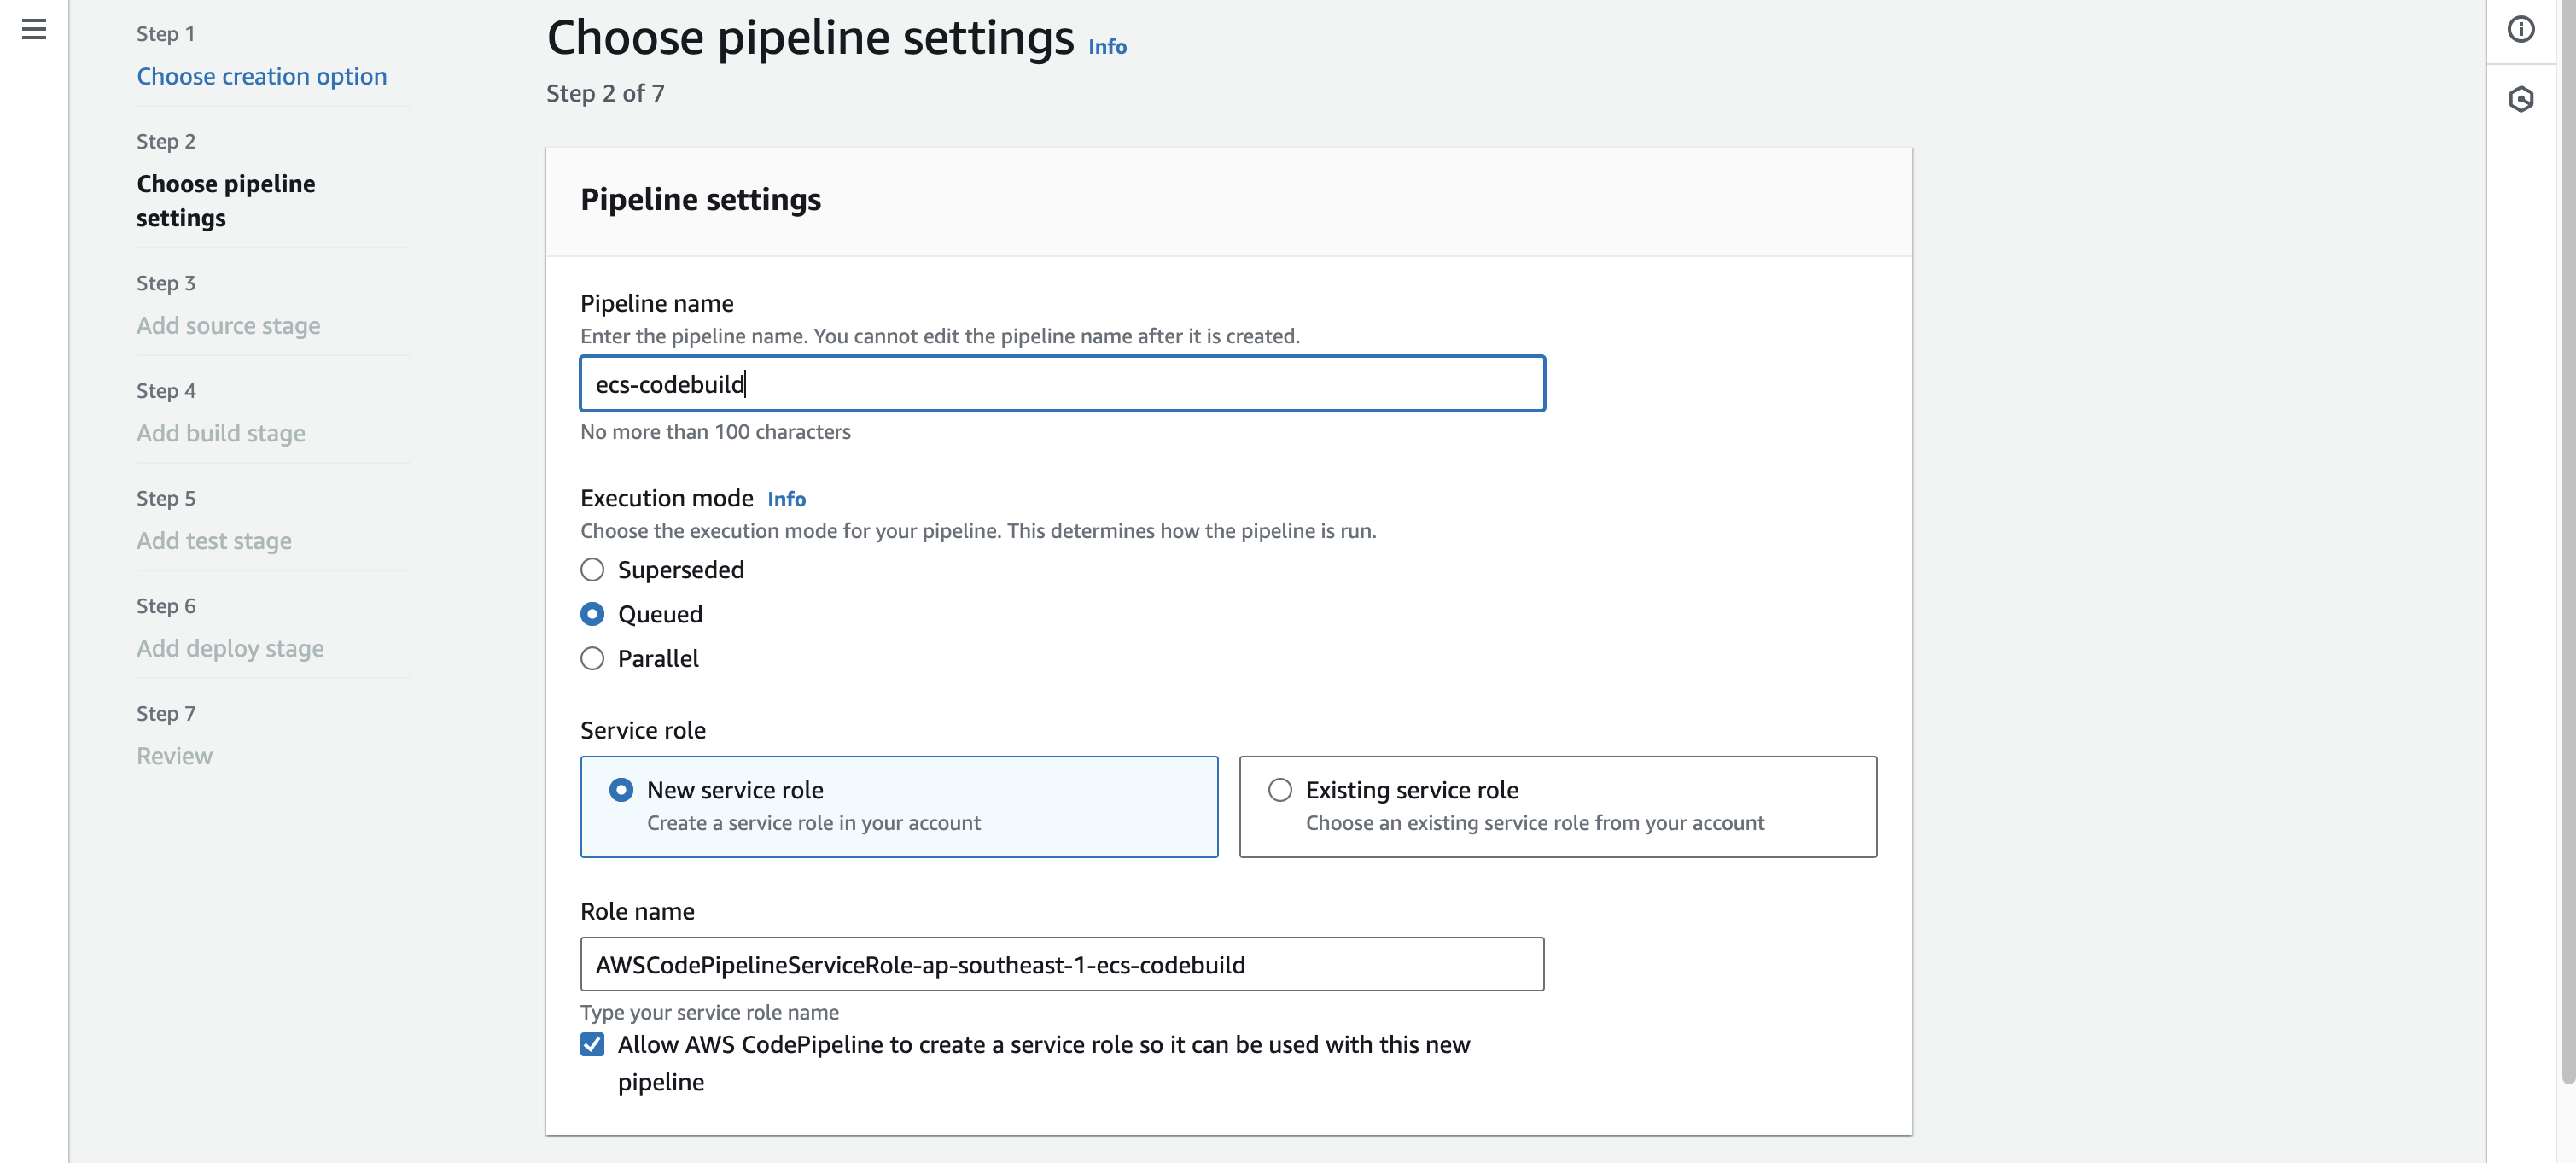 Step 1
Choose creation option
Step 2
Choose pipeline
settings
Step 3
Add source stage
Step 4
Add build stage
Step 5
Add test stage
Step 6
Add deploy stage
Step 7
Review
Choose pipeline settings Info
Step 2 of 7
Pipeline settings
Pipeline name
Enter the pipeline name. You cannot edit the pipeline name after it is created.
ecs-codebuild
No more than 100 characters
Execution mode Info
Choose the execution mode for your pipeline. This determines how the pipeline is run.
Superseded
Queued
Parallel
Service role
New service role
Create a service role in your account
Existing service role
Choose an existing service role from your account
Role name
AWSCodePipelineServiceRole-ap-southeast-1-ecs-codebuild
Type your service role name
Allow AWS CodePipeline to create a service role so it can be used with this new
pipeline